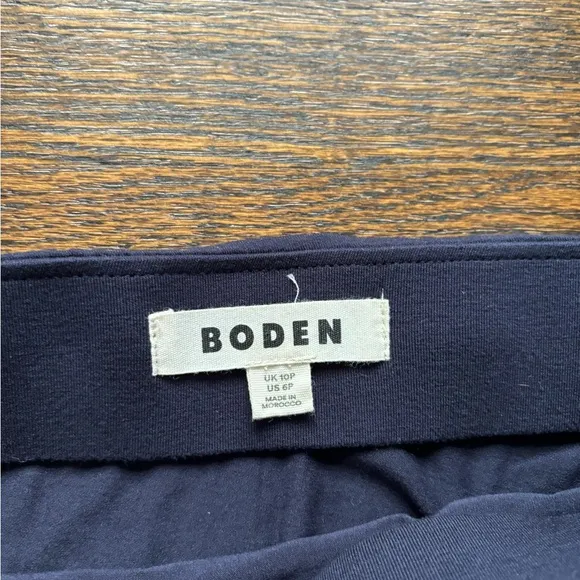 BODEN
UK 10P
US 6P
MADE IN
MOROCCO